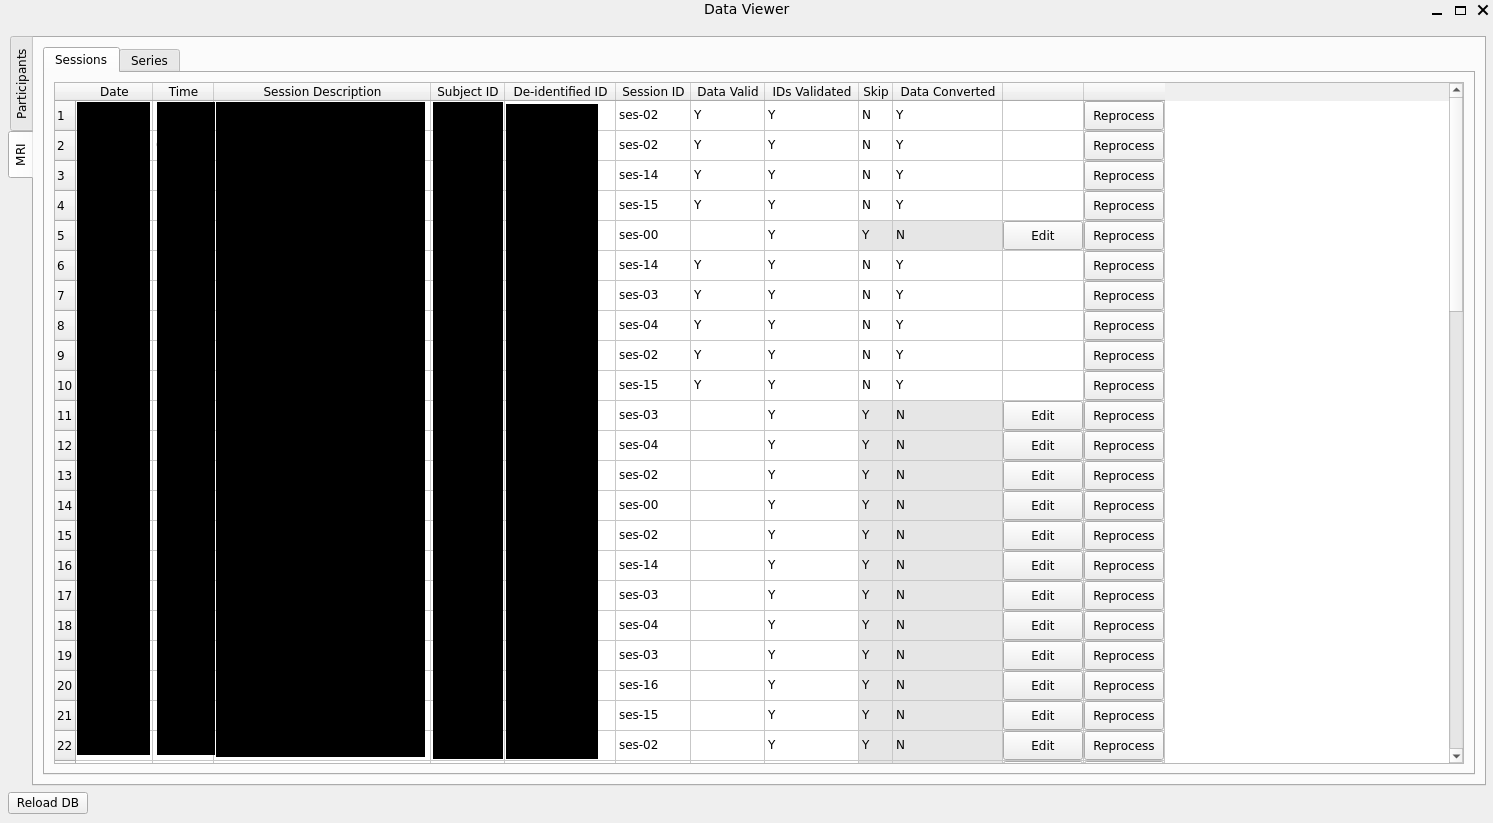 Data Viewer
Participants
MRI
Sessions Series
Date Time Session Description Subject ID De-identified ID Session ID Data Valid IDs Validated Skip Data Converted
1 ses-02 Y Y N Y Reprocess
2 ses-02 Y Y N Y Reprocess
3 ses-14 Y Y N Y Reprocess
4 ses-15 Y Y N Y Reprocess
5 ses-00 Y Y N Edit Reprocess
6 ses-14 Y Y N Y Reprocess
7 ses-03 Y Y N Y Reprocess
8 ses-04 Y Y N Y Reprocess
9 ses-02 Y Y N Y Reprocess
10 ses-15 Y Y N Y Reprocess
11 ses-03 Y Y N Edit Reprocess
12 ses-04 Y Y N Edit Reprocess
13 ses-02 Y Y N Edit Reprocess
14 ses-00 Y Y N Edit Reprocess
15 ses-02 Y Y N Edit Reprocess
16 ses-14 Y Y N Edit Reprocess
17 ses-03 Y Y N Edit Reprocess
18 ses-04 Y Y N Edit Reprocess
19 ses-03 Y Y N Edit Reprocess
20 ses-16 Y Y N Edit Reprocess
21 ses-15 Y Y N Edit Reprocess
22 ses-02 Y Y N Edit Reprocess
Reload DB